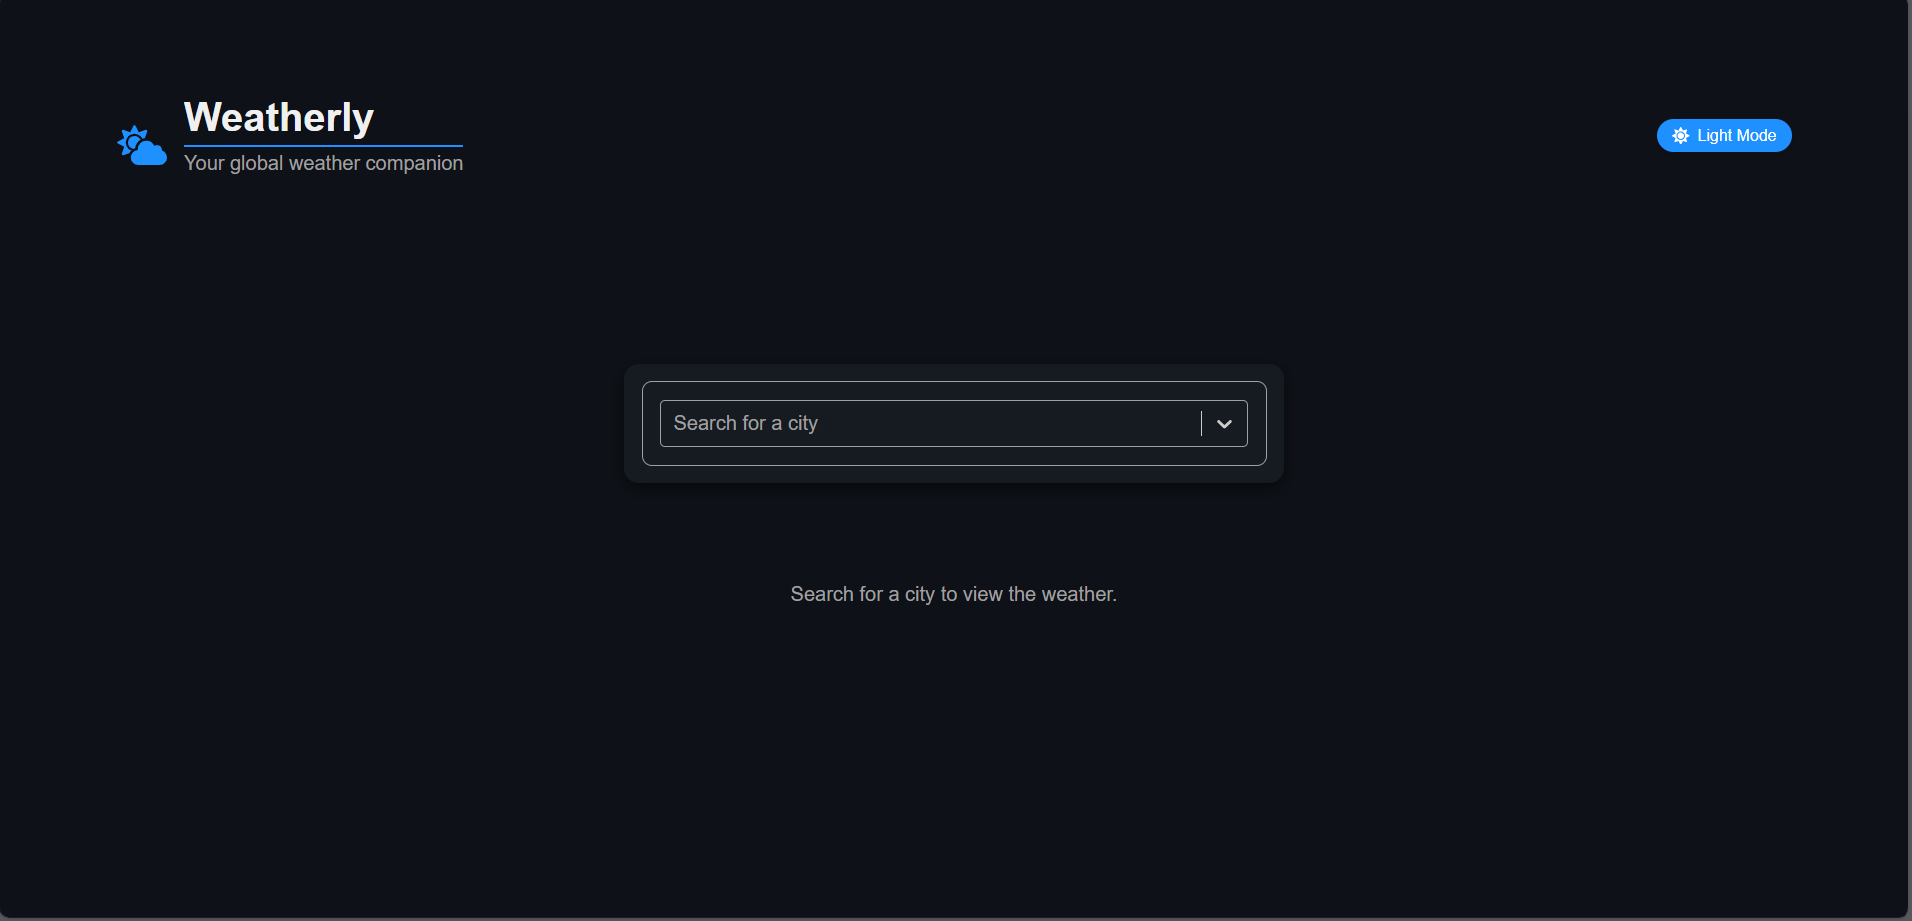 Weatherly
Your global weather companion
Light Mode
Search for a city
Search for a city to view the weather.